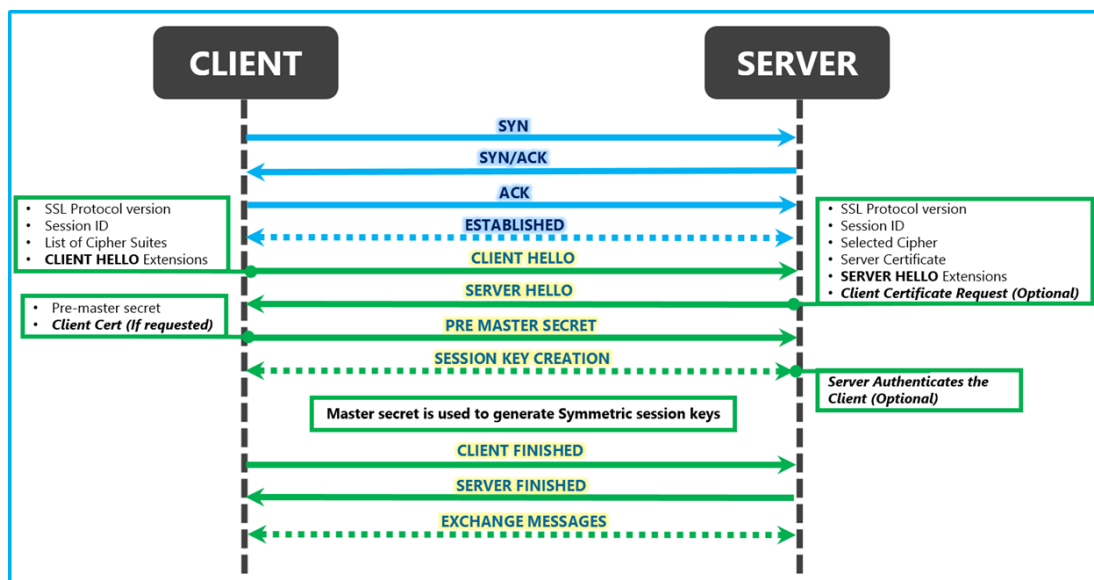 CLIENT
SERVER
SYN
SYN/ACK
ACK
ESTABLISHED
• SSL Protocol version
• Session ID
• List of Cipher Suites
• CLIENT HELLO Extensions
• SSL Protocol version
• Session ID
• Selected Cipher
• Server Certificate
• SERVER HELLO Extensions
• Client Certificate Request (Optional)
CLIENT HELLO
SERVER HELLO
• Pre-master secret
• Client Cert (If requested)
PRE MASTER SECRET
SESSION KEY CREATION
Server Authenticates the
Client (Optional)
Master secret is used to generate Symmetric session keys
CLIENT FINISHED
SERVER FINISHED
EXCHANGE MESSAGES